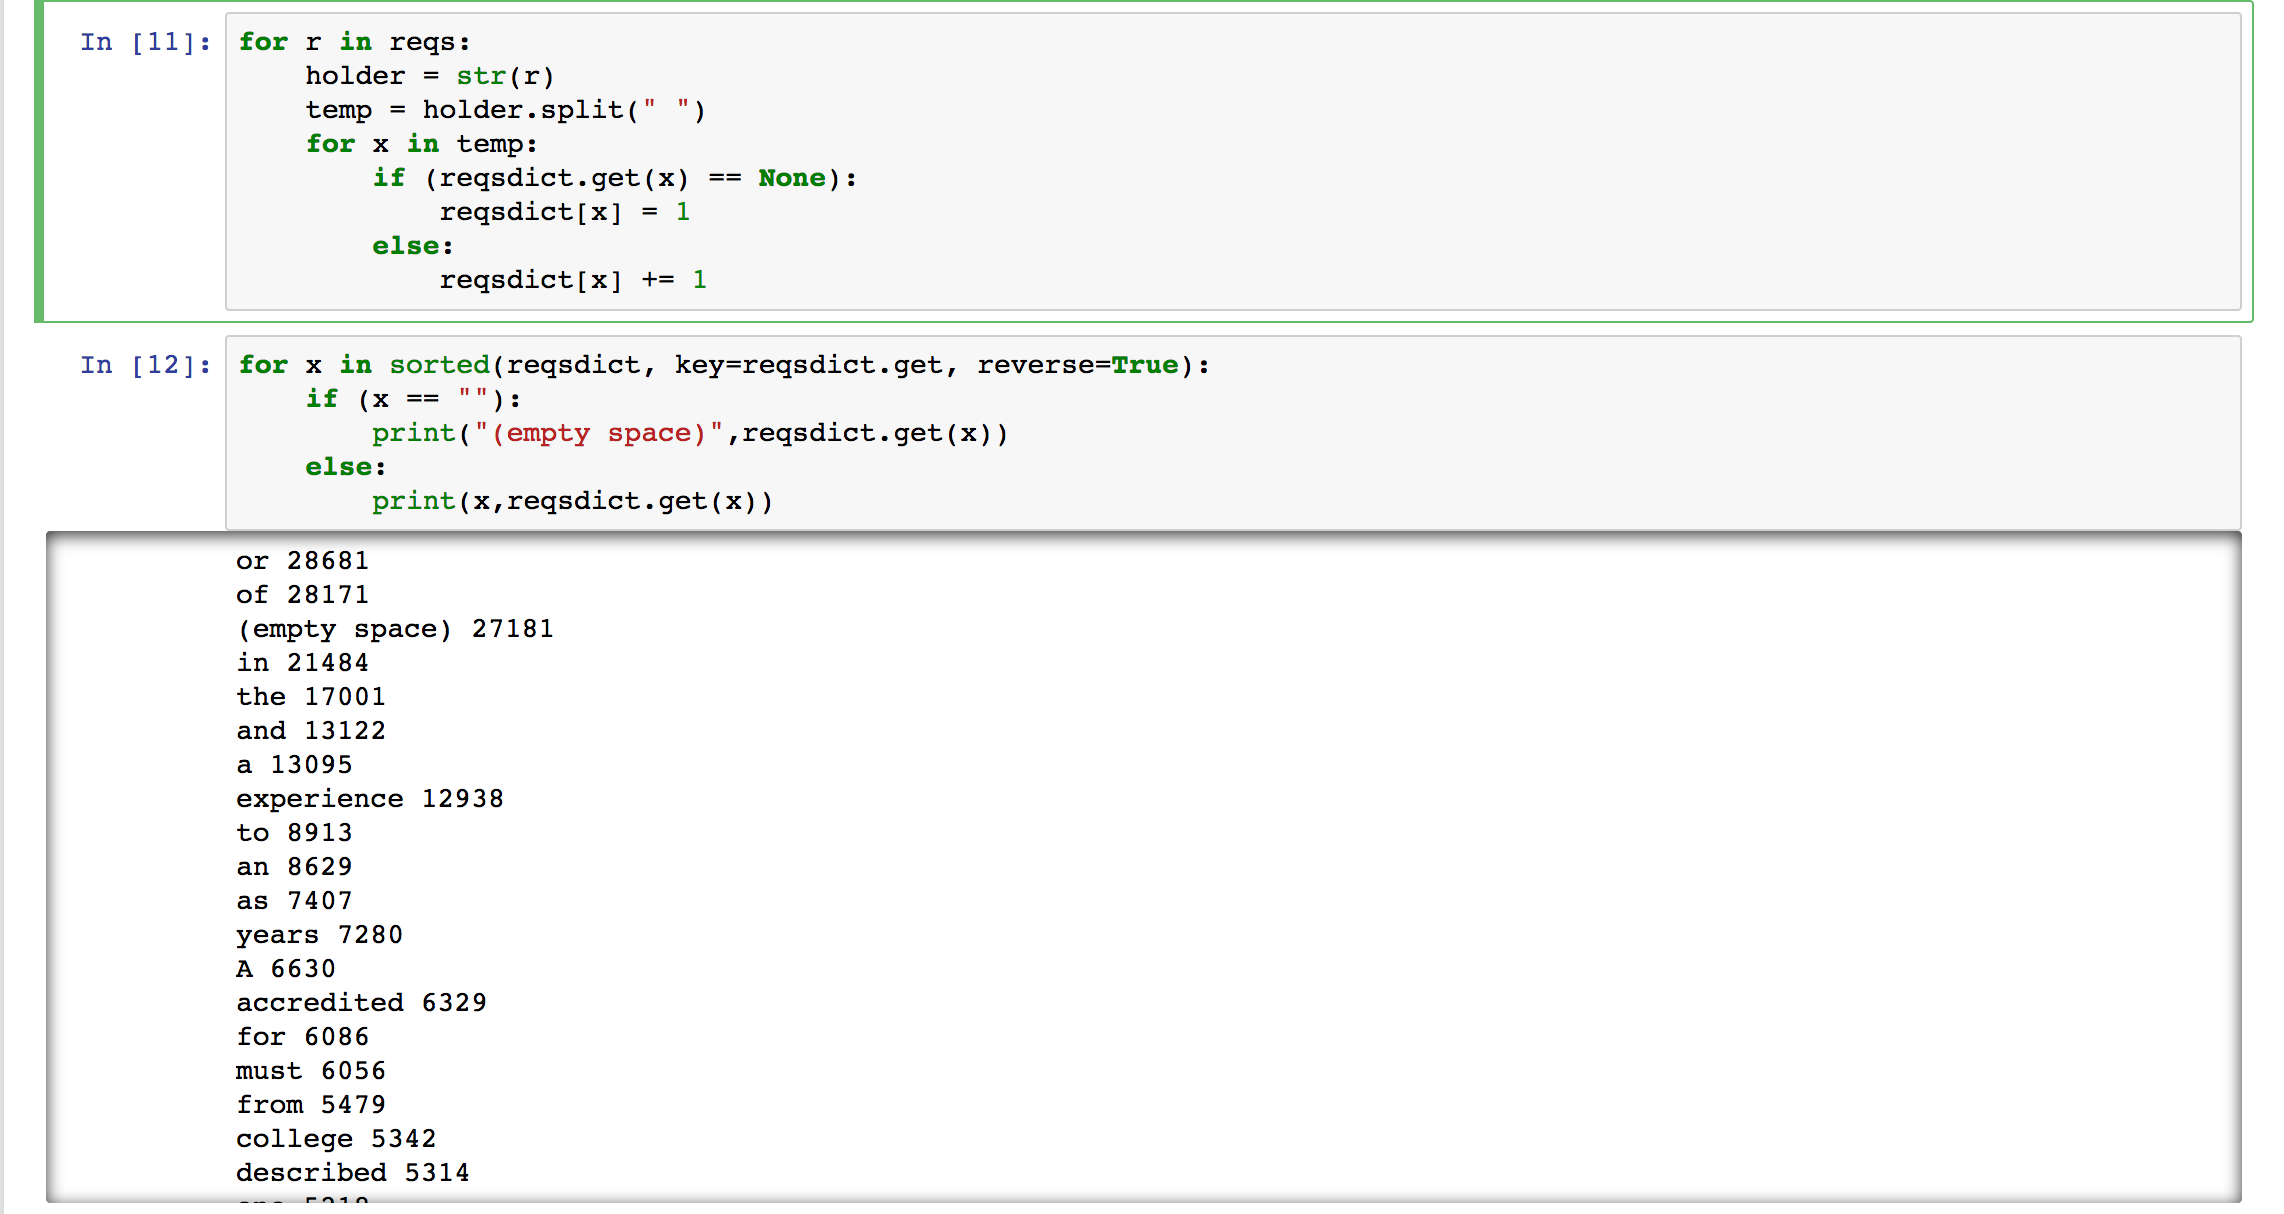 In [11]: for r in reqs:
    holder = str(r)
    temp = holder.split(" ")
    for x in temp:
        if (reqsdict.get(x) == None):
            reqsdict[x] = 1
        else:
            reqsdict[x] += 1
In [12]: for x in sorted(reqsdict, key=reqsdict.get, reverse=True):
    if (x == ""):
        print("(empty space)",reqsdict.get(x))
    else:
        print(x,reqsdict.get(x))
or 28681
of 28171
(empty space) 27181
in 21484
the 17001
and 13122
a 13095
experience 12938
to 8913
an 8629
as 7407
years 7280
A 6630
accredited 6329
for 6086
must 6056
from 5479
college 5342
described 5314